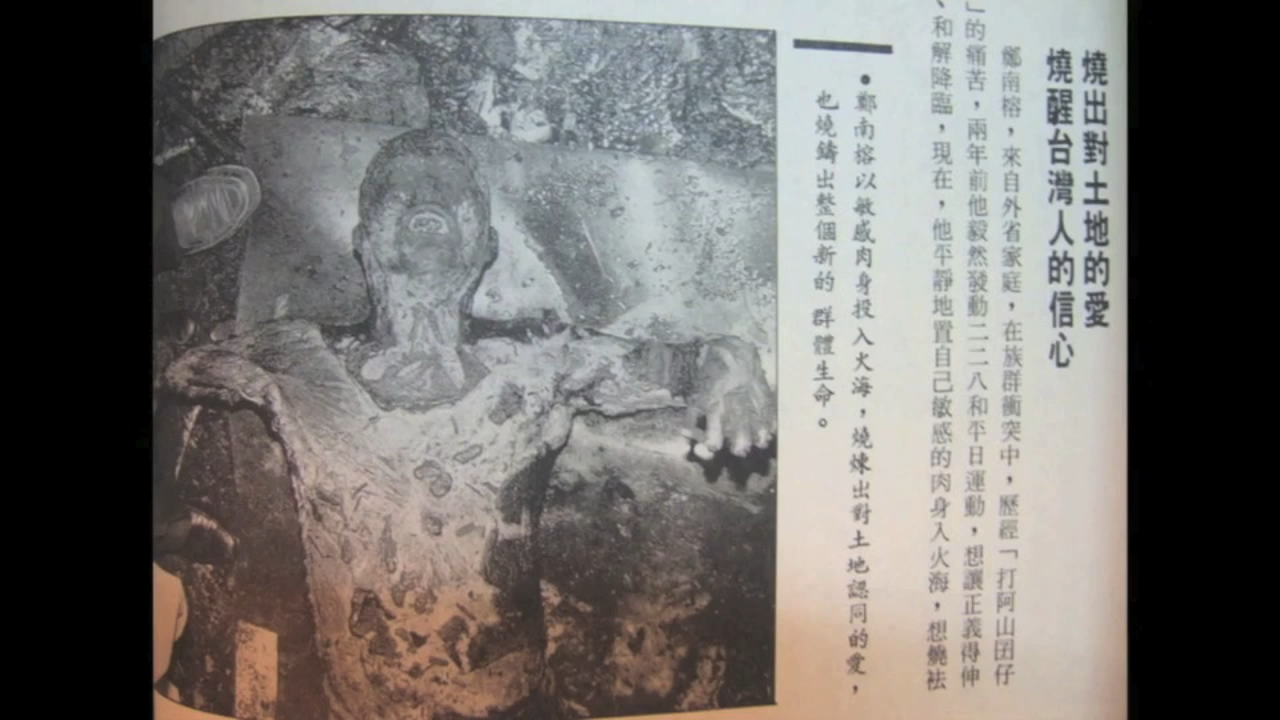 燒出對土地的愛
燒醒台灣人的信心
鄭南榕，來自外省家庭，在族群衝突中，歷經「打阿山囝仔
」的痛苦，兩年前他毅然發動二二八和平日運動，想讓正義得伸
、和解降臨，現在，他平靜地置自己敏感的肉身入火海，想燒祛
•鄭南榕以敏感肉身投入火海，燒煉出對土地認同的愛，
也燒鑄出整個新的 群體生命。